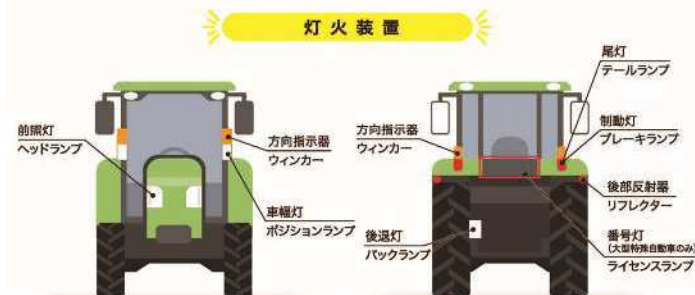 灯火装置
前照灯
ヘッドランプ
方向指示器
ウィンカー
車幅灯
ポジションランプ
方向指示器
ウィンカー
後退灯
バックランプ
尾灯
テールランプ
制動灯
ブレーキランプ
後部反射器
リフレクター
番号灯
(大型特殊自動車のみ)
ライセンスランプ